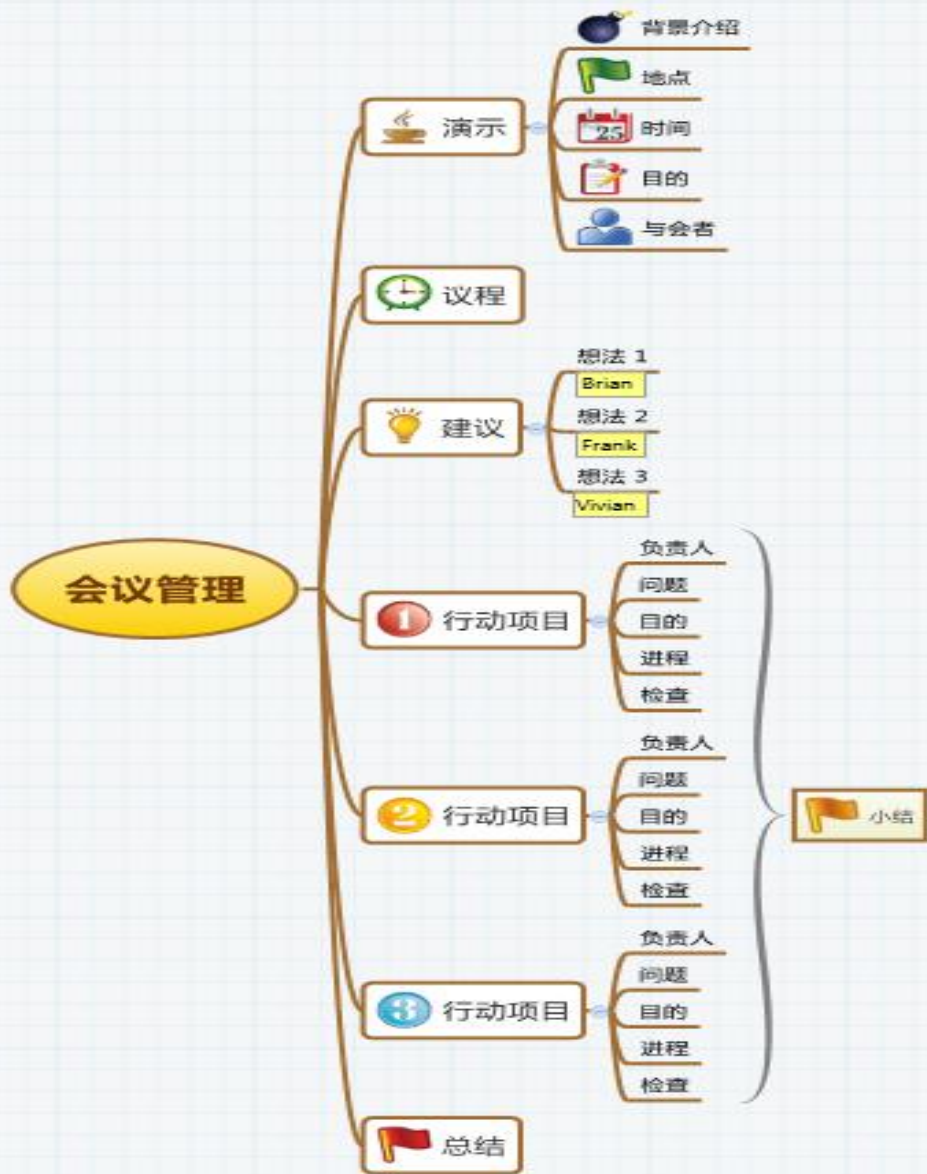 背景介绍
地点
演示
25 时间
目的
与会者
议程
想法 1
Brian
建议
想法 2
Frank
想法 3
Vivian
会议管理
1 行动项目
负责人
问题
目的
进程
检查
2 行动项目
负责人
问题
目的
进程
检查
小结
3 行动项目
负责人
问题
目的
进程
检查
总结